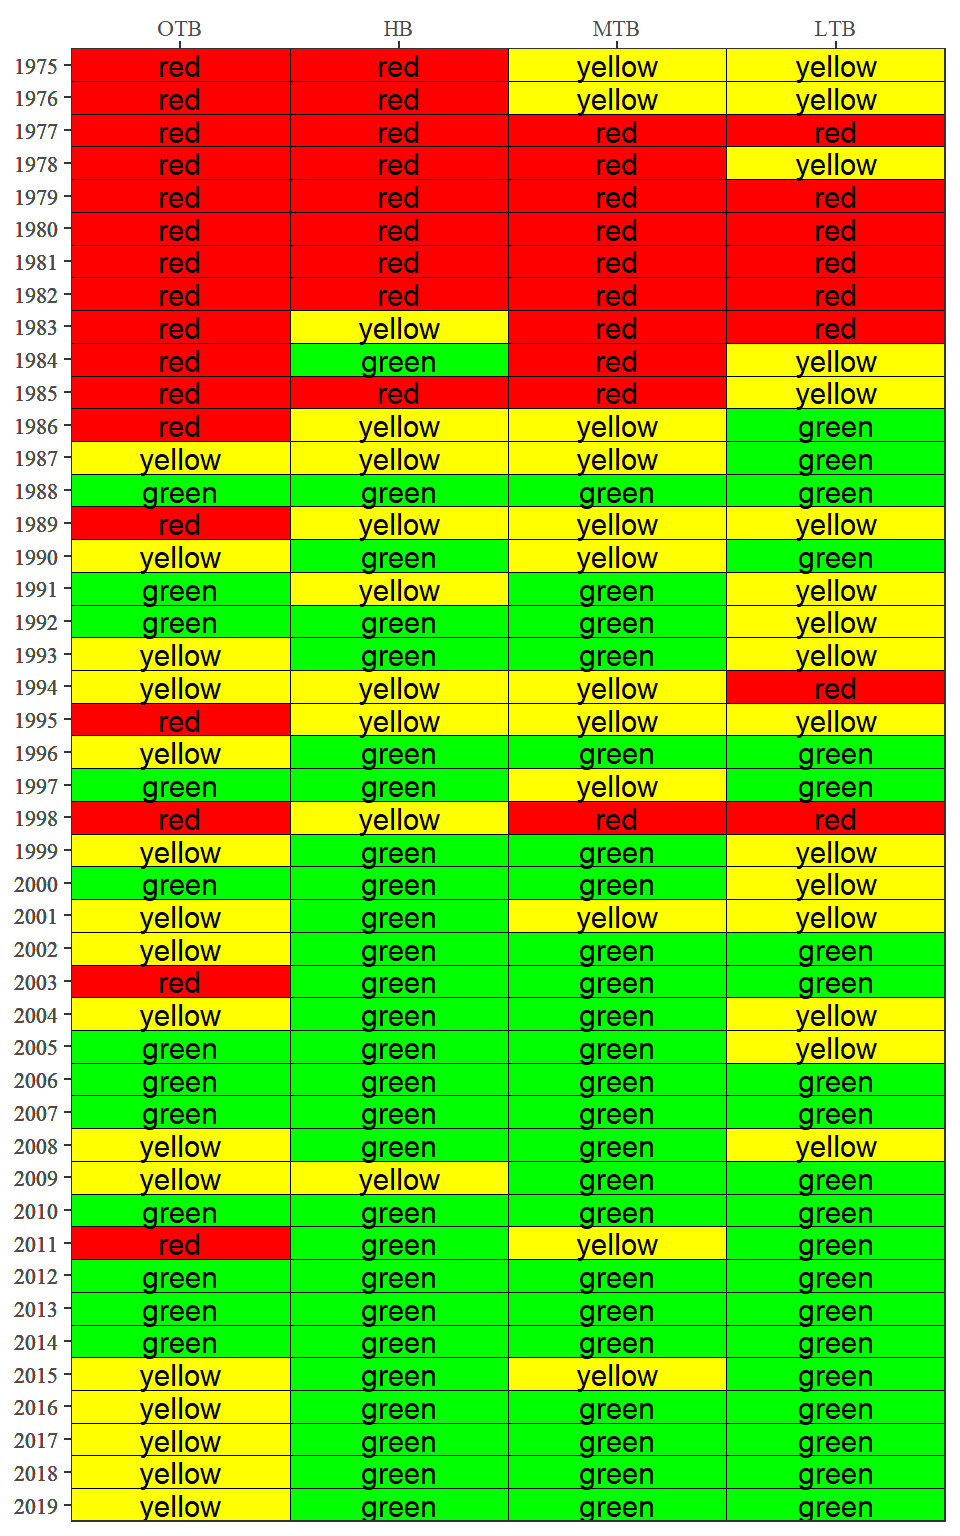 OTB HB MTB LTB
1975 red red yellow yellow
1976 red red yellow yellow
1977 red red red red
1978 red red red yellow
1979 red red red red
1980 red red red red
1981 red red red red
1982 red red red red
1983 red yellow red red
1984 red green red yellow
1985 red red red yellow
1986 red yellow yellow green
1987 yellow yellow yellow green
1988 green green green green
1989 red yellow yellow yellow
1990 yellow green yellow green
1991 green yellow green yellow
1992 green green green yellow
1993 yellow green green yellow
1994 yellow yellow yellow red
1995 red yellow yellow yellow
1996 yellow green green green
1997 green green yellow green
1998 red yellow red red
1999 yellow green green yellow
2000 green green green yellow
2001 yellow green yellow yellow
2002 yellow green green green
2003 red green green green
2004 yellow green green yellow
2005 green green green yellow
2006 green green green green
2007 green green green green
2008 yellow green green yellow
2009 yellow yellow green green
2010 green green green green
2011 red green yellow green
2012 green green green green
2013 green green green green
2014 green green green green
2015 yellow green yellow green
2016 yellow green green green
2017 yellow green green green
2018 yellow green green green
2019 yellow green green green